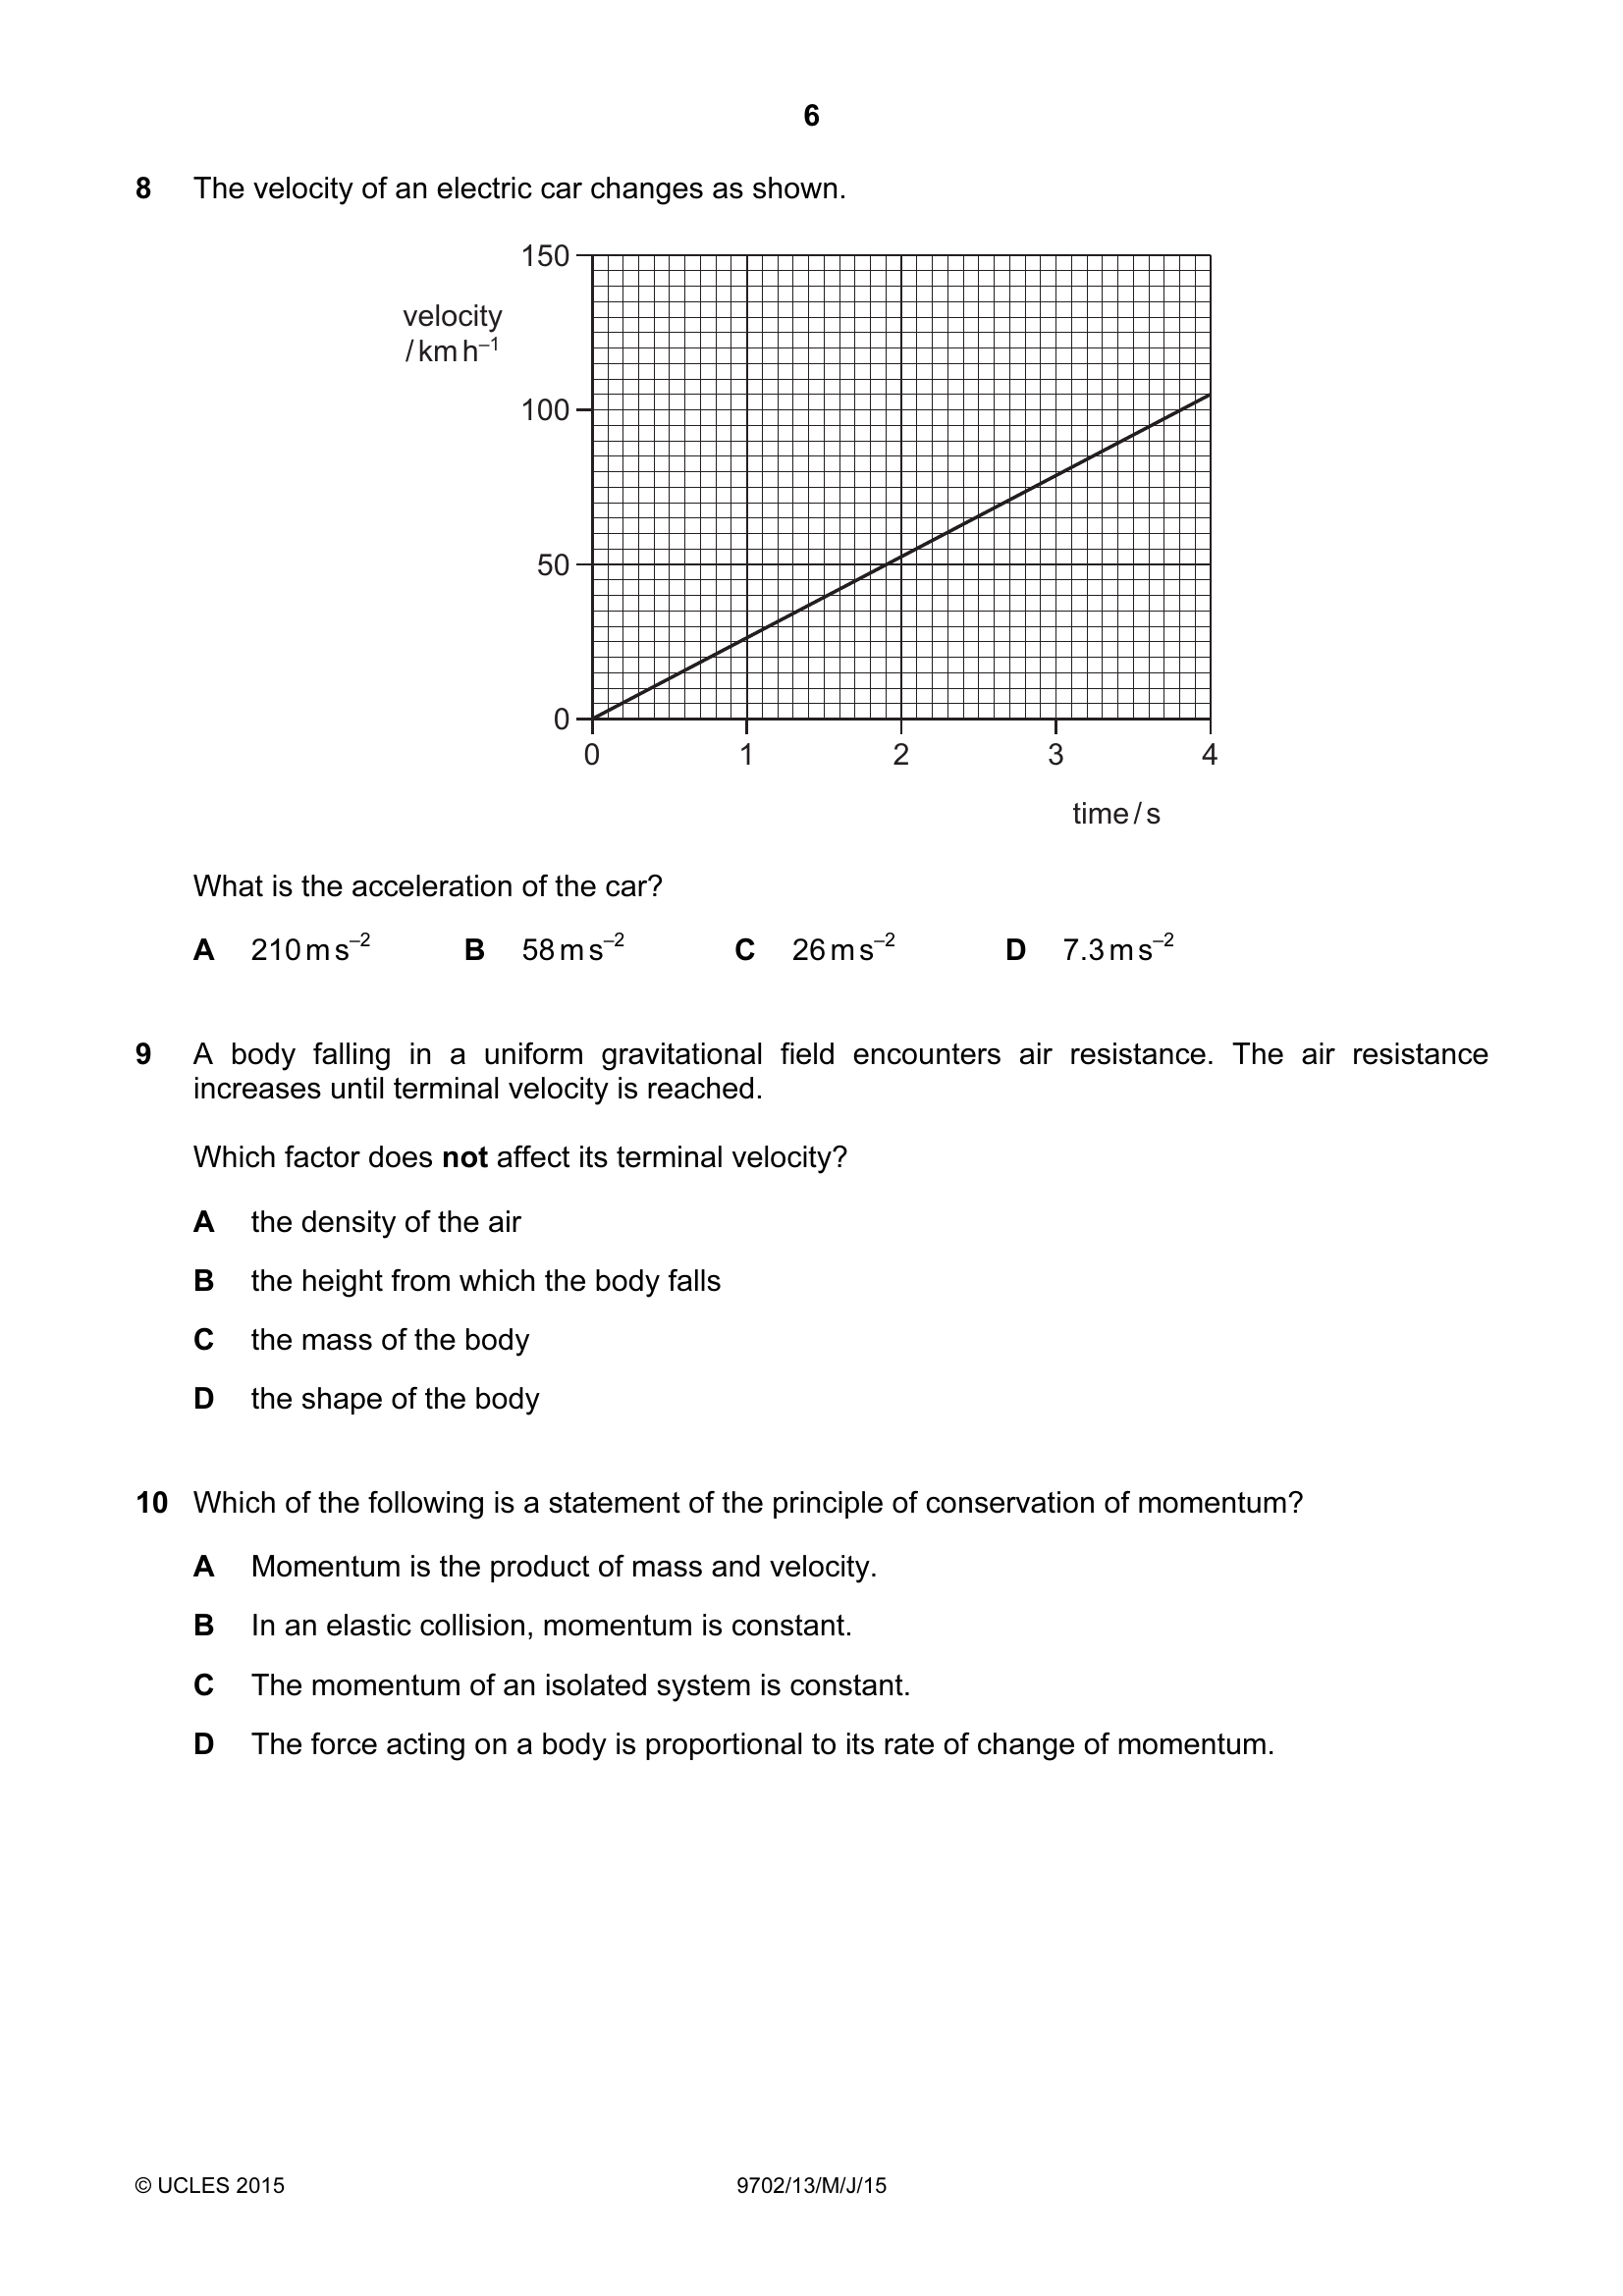 6
8 The velocity of an electric car changes as shown.
150
velocity
/ km h⁻¹
100
50
0
0 1 2 3 4
time / s
What is the acceleration of the car?
A 210 m s⁻² B 58 m s⁻² C 26 m s⁻² D 7.3 m s⁻²
9 A body falling in a uniform gravitational field encounters air resistance. The air resistance
increases until terminal velocity is reached.
Which factor does not affect its terminal velocity?
A the density of the air
B the height from which the body falls
C the mass of the body
D the shape of the body
10 Which of the following is a statement of the principle of conservation of momentum?
A Momentum is the product of mass and velocity.
B In an elastic collision, momentum is constant.
C The momentum of an isolated system is constant.
D The force acting on a body is proportional to its rate of change of momentum.
© UCLES 2015 9702/13/M/J/15